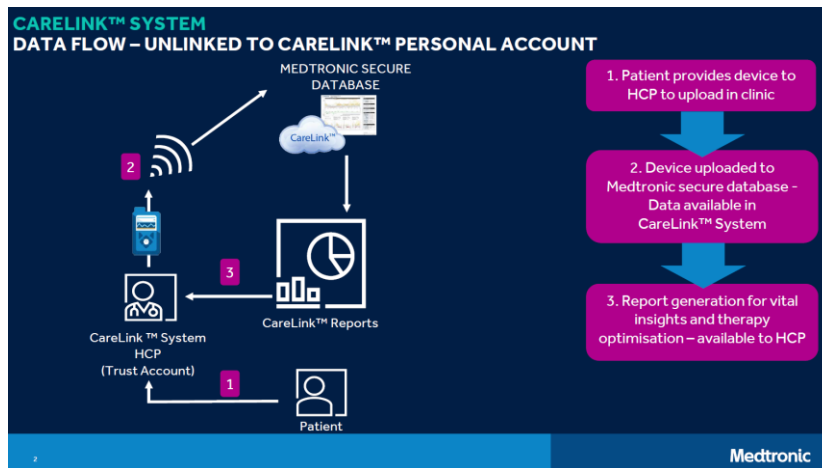 CARELINK™ SYSTEM
DATA FLOW – UNLINKED TO CARELINK™ PERSONAL ACCOUNT
MEDTRONIC SECURE
DATABASE
CareLink™
2
3
CareLink™ Reports
CareLink ™ System
HCP
(Trust Account)
1
Patient
1. Patient provides device to
HCP to upload in clinic
2. Device uploaded to
Medtronic secure database -
Data available in
CareLink™ System
3. Report generation for vital
insights and therapy
optimisation – available to HCP
2
Medtronic